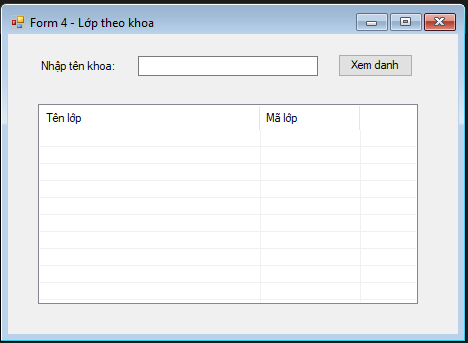 Form 4 - Lớp theo khoa
Nhập tên khoa:
Xem danh
Tên lớp Mã lớp